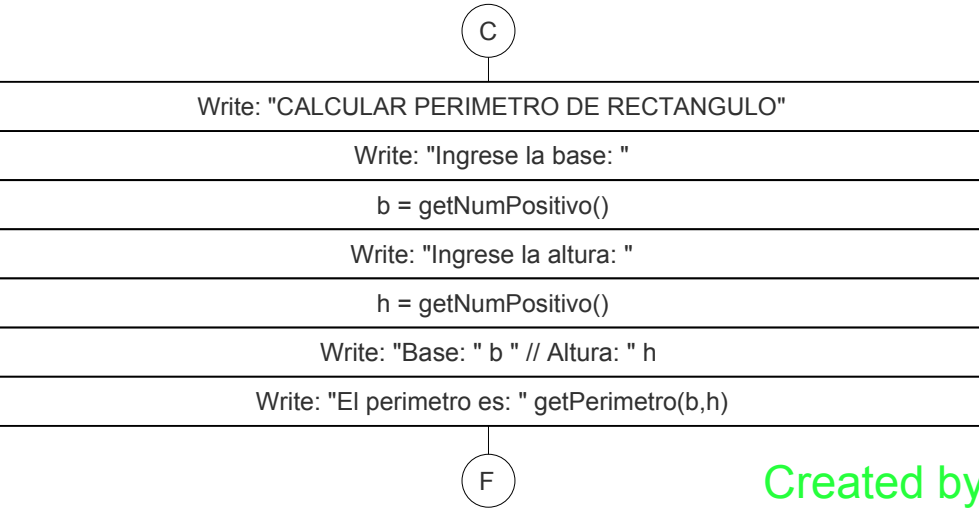 C
Write: "CALCULAR PERIMETRO DE RECTANGULO"
Write: "Ingrese la base: "
b = getNumPositivo()
Write: "Ingrese la altura: "
h = getNumPositivo()
Write: "Base: " b " // Altura: " h
Write: "El perimetro es: " getPerimetro(b,h)
F
Created by